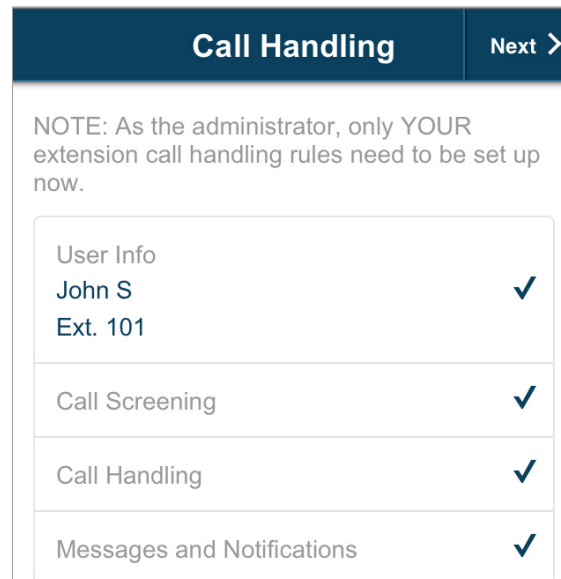 Call Handling
Next
NOTE: As the administrator, only YOUR
extension call handling rules need to be set up
now.
User Info
John S
Ext. 101
Call Screening
Call Handling
Messages and Notifications